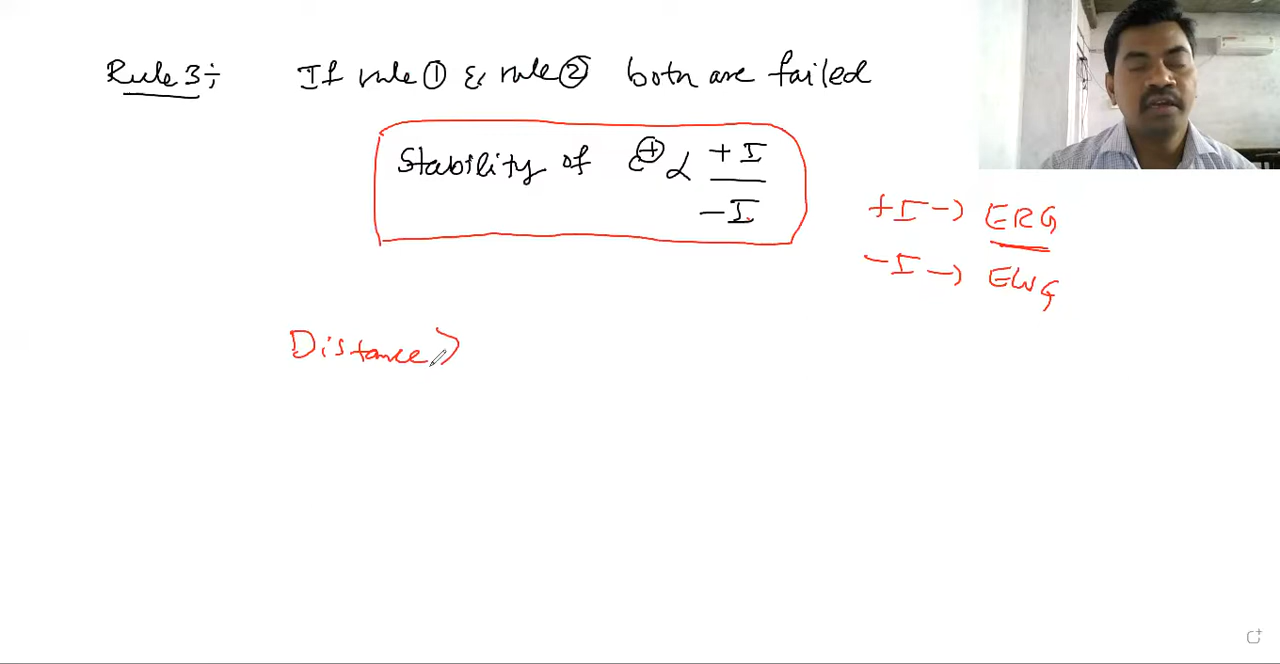 Rule 3÷ If rule ① & rule ② both are failed
Stability of C⊕ α +I
-I
+I → ERG
-I → EWG
Distance >